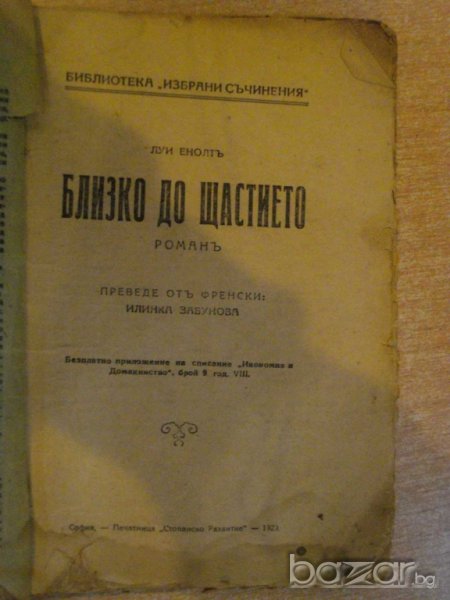 БИБЛИОТЕКА „ИЗБРАНИ СЪЧИНЕНИЯ“
ЛУИ ЕНОЛТЪ
БЛИЗКО ДО ЩАСТИЕТО
РОМАНЪ
ПРЕВЕДЕ ОТЪ ФРЕНСКИ:
ИЛИНКА ЗАБУНОВА
Безплатно приложение на списание „Икономия и
Домакинство“, брой 9. год. VIII.
София, — Печатница „Стопанско Развитие“ — 1929
bazar.bg